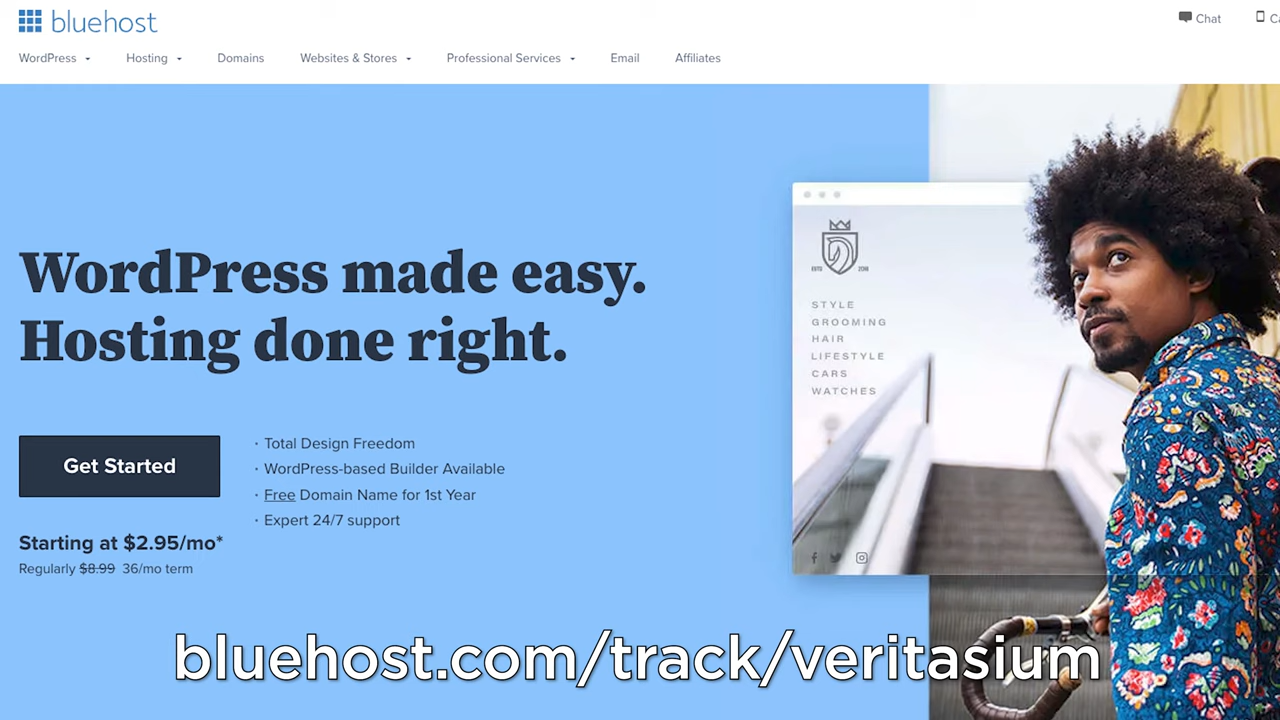 bluehost
Chat
WordPress
Hosting
Domains
Websites & Stores
Professional Services
Email
Affiliates
WordPress made easy.
Hosting done right.
Get Started
· Total Design Freedom
· WordPress-based Builder Available
· Free Domain Name for 1st Year
· Expert 24/7 support
Starting at $2.95/mo*
Regularly $8.99 36/mo term
STYLE
GROOMING
HAIR
LIFESTYLE
CARS
WATCHES
bluehost.com/track/veritasium